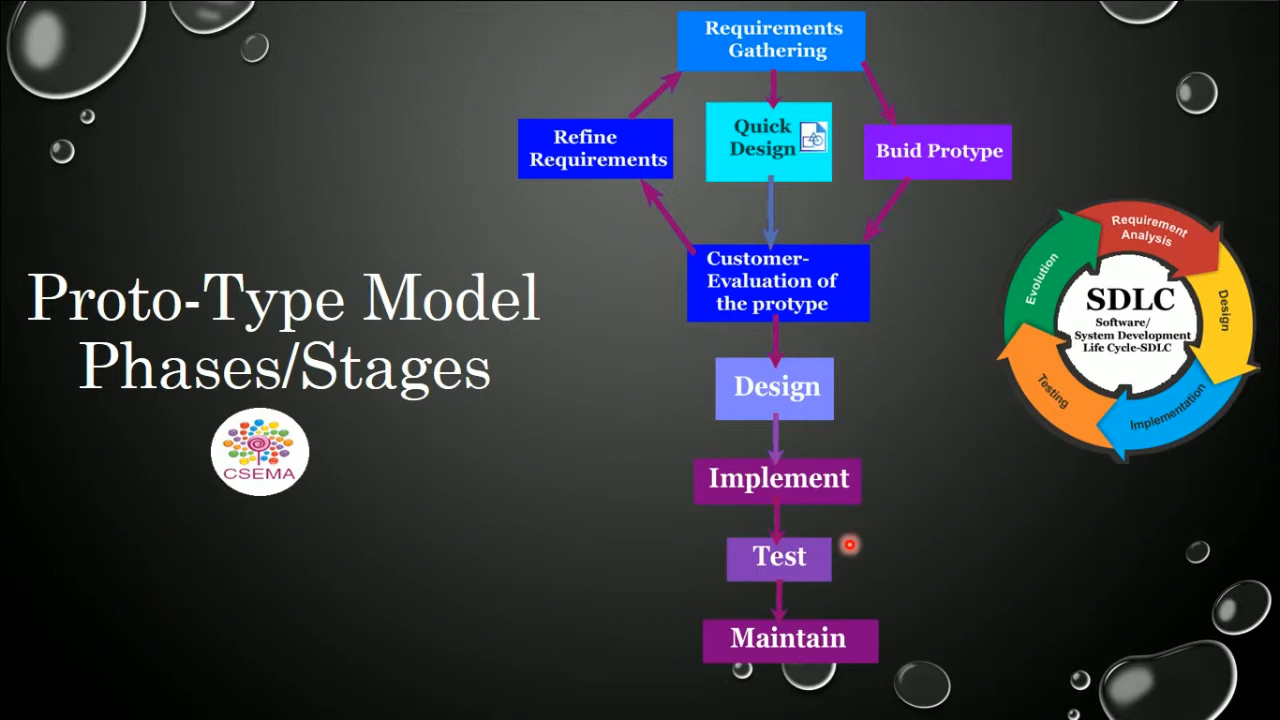 Requirements
Gathering
Refine
Requirements
Quick
Design
Buid Protype
Customer-
Evaluation of
the protype
Design
Implement
Test
Maintain
Proto-Type Model
Phases/Stages
CSEMA
Requirement
Analysis
Design
Implementation
Testing
Evolution
SDLC
Software/
System Development
Life Cycle-SDLC